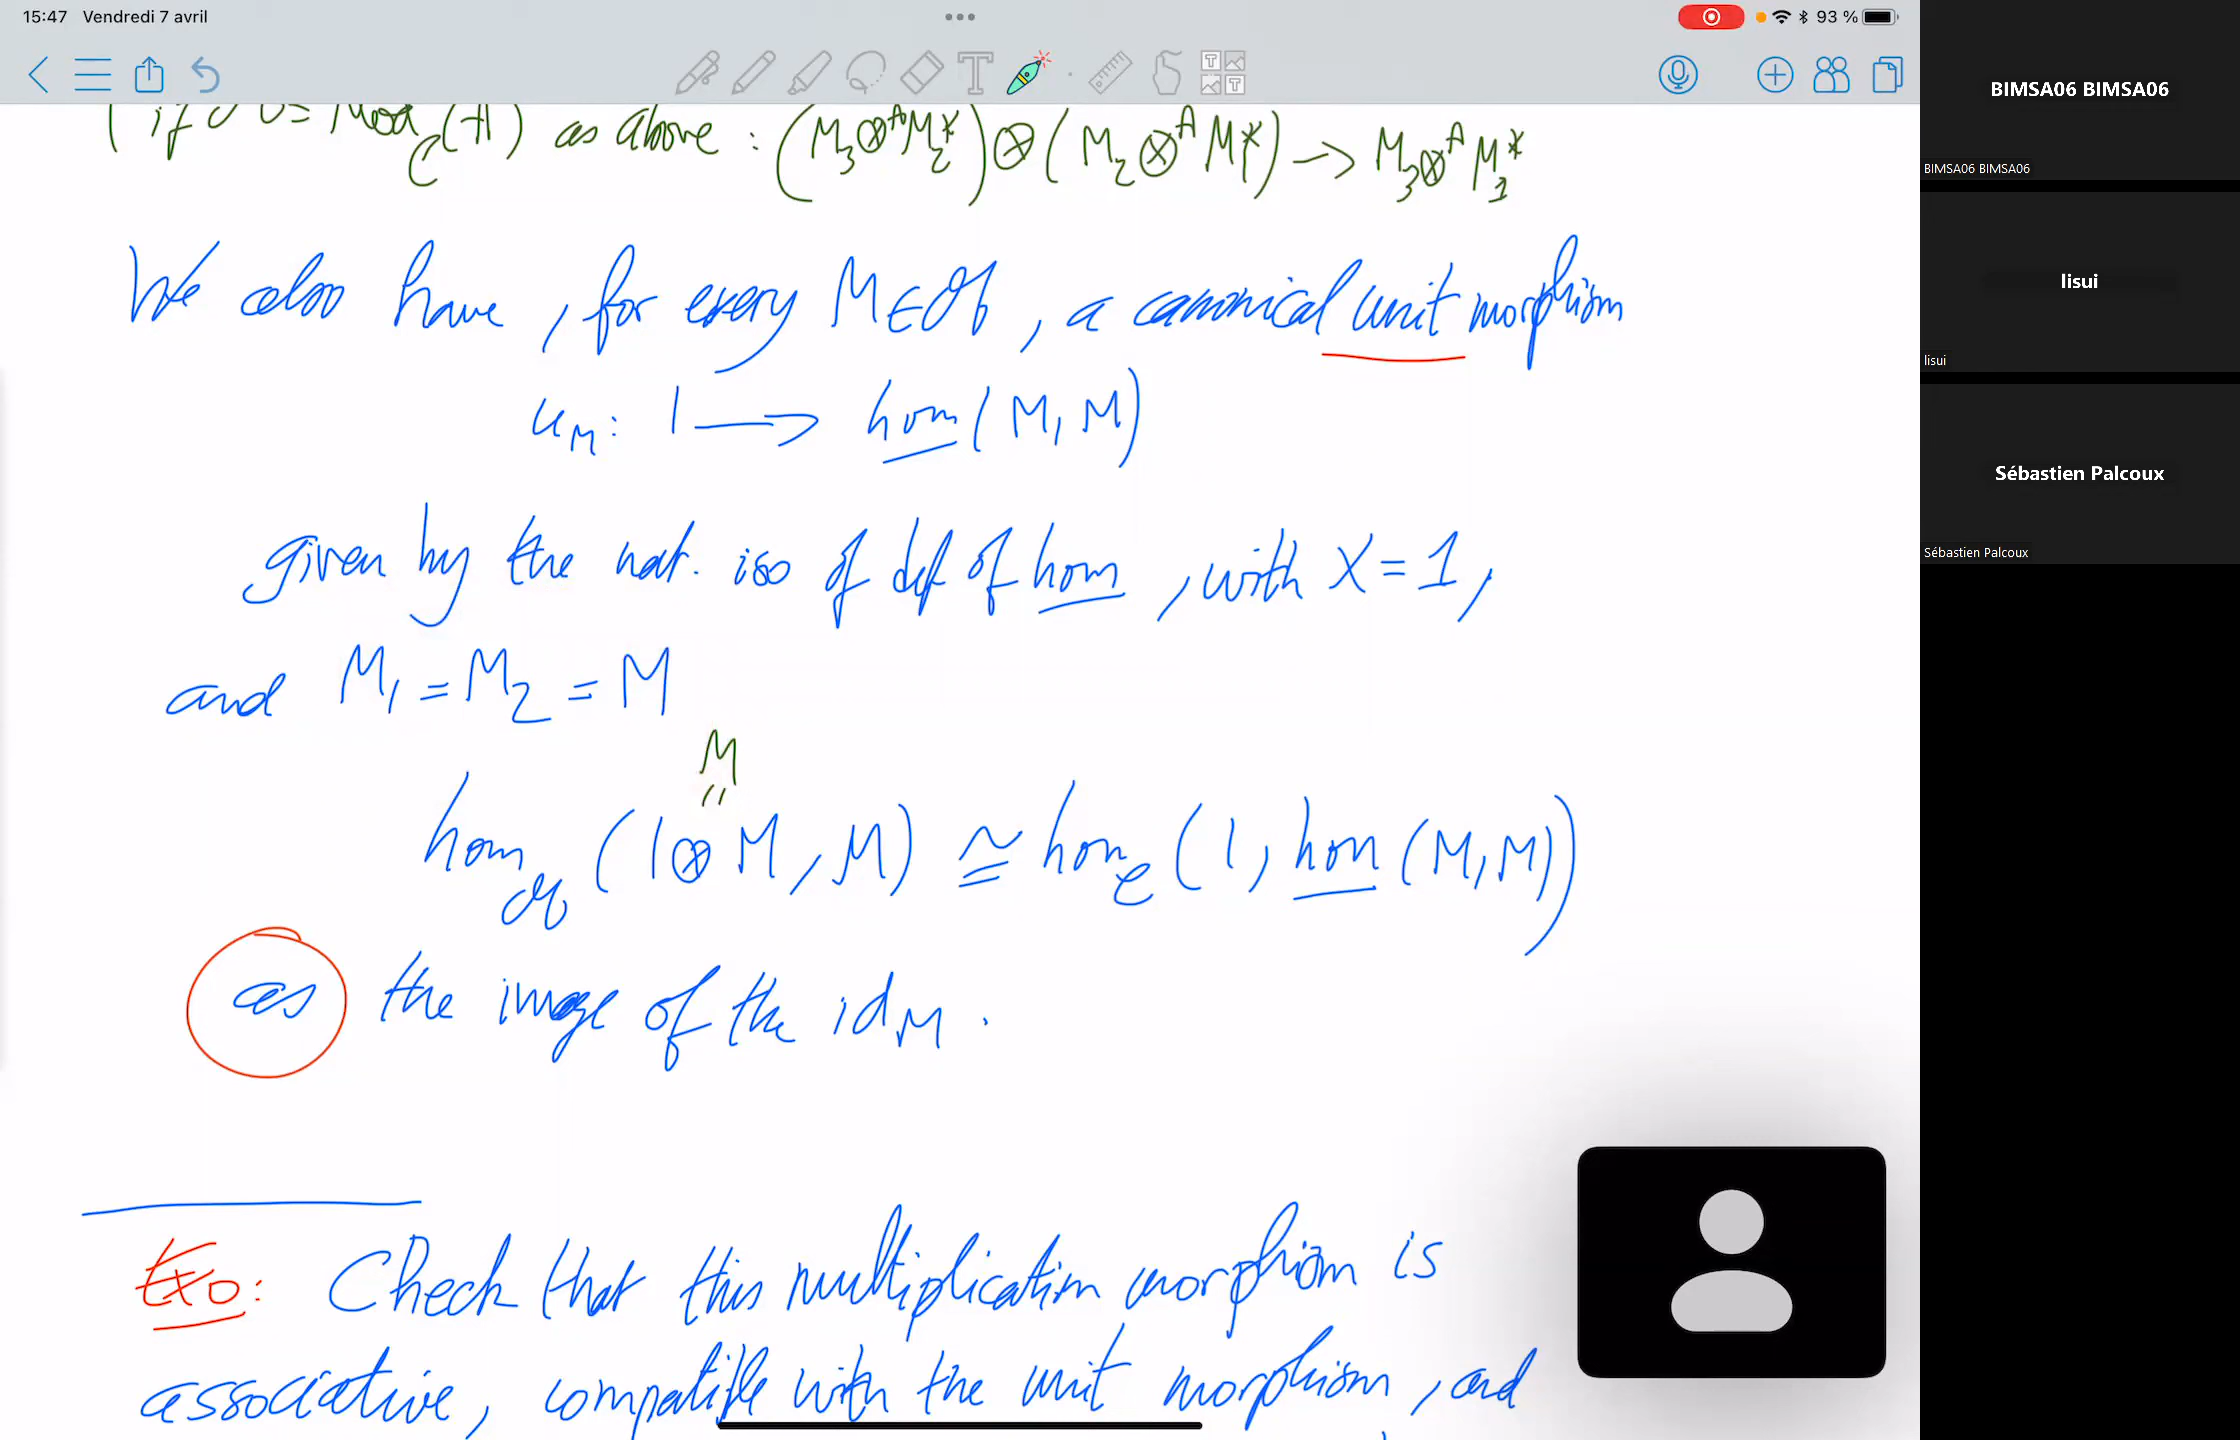 15:47 Vendredi 7 avril
93 %
if 𝓜 = Mod_C(A) as above : (M₃⊗ᴬM₂*)⊗(M₂⊗ᴬM₁*) → M₃⊗ᴬM₁*
We also have, for every M∈𝓜, a canonical unit morphism
u_M: 1 → hom(M, M)
given by the nat. iso of def of hom, with X = 1,
and M₁ = M₂ = M
M
"
hom_𝓜(1⊗M, M) ≅ hom_C(1, hom(M, M))
as the image of the id_M.
Exo: Check that this multiplication morphism is
associative, compatible with the unit morphism, and
BIMSA06 BIMSA06
BIMSA06 BIMSA06
lisui
lisui
Sébastien Palcoux
Sébastien Palcoux